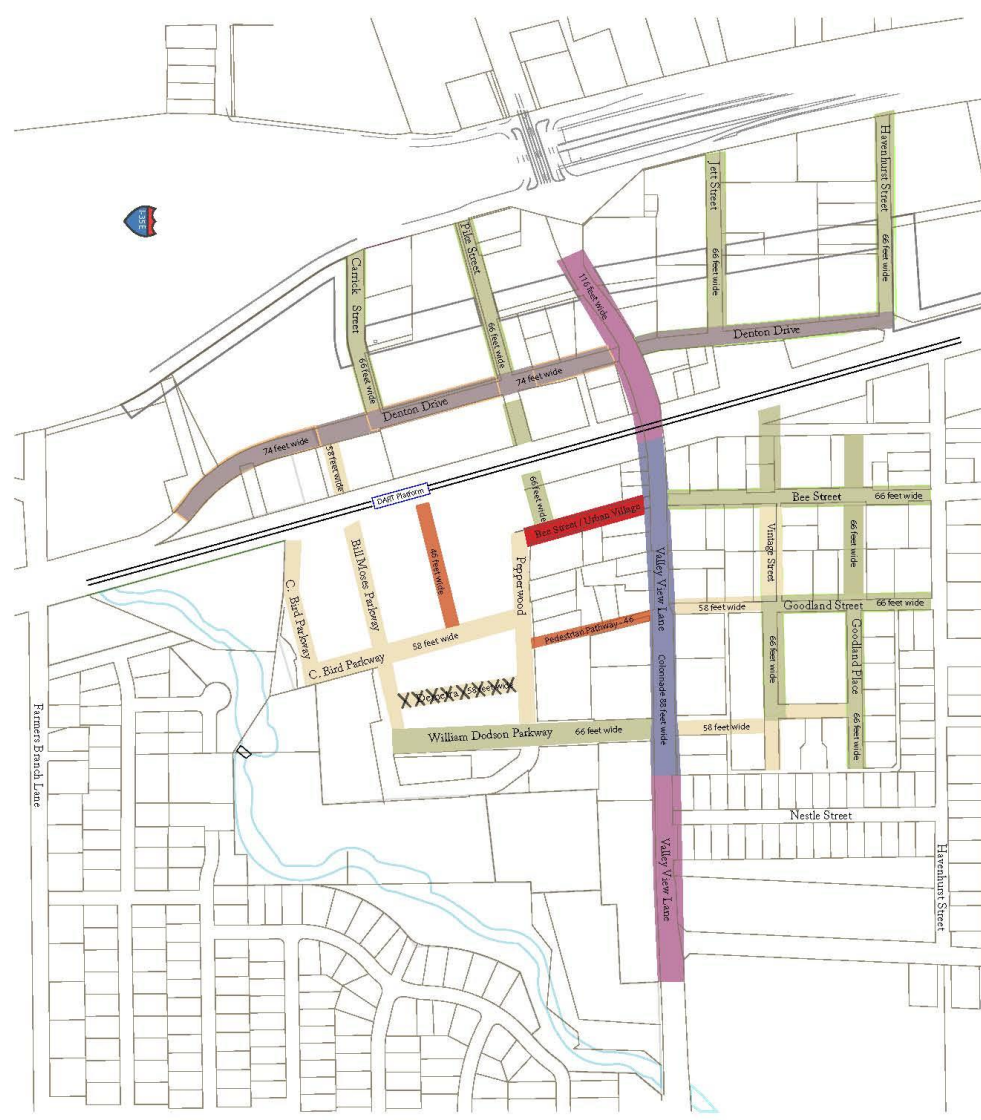 Havenhurst Street
66 feet wide
Jett Street
66 feet wide
I-35E
Pike Street
66 feet wide
Carrick Street
66 feet wide
116 feet wide
Denton Drive
74 feet wide
Denton Drive
74 feet wide
58 feet wide
DART Platform
66 feet wide
Bee Street / Urban Village
Bee Street
66 feet wide
Vintage Street
66 feet wide
66 feet wide
46 feet wide
Bill Moses Parkway
C. Bird Parkway
Pepperwood
Valley View Lane
58 feet wide
Goodland Street
66 feet wide
Goodland Place
66 feet wide
Pedestrian Pathway - 46
58 feet wide
C. Bird Parkway
58 feet wide
Colonnade 88 feet wide
William Dodson Parkway
66 feet wide
58 feet wide
Farmers Branch Lane
Nestle Street
Valley View Lane
Havenhurst Street